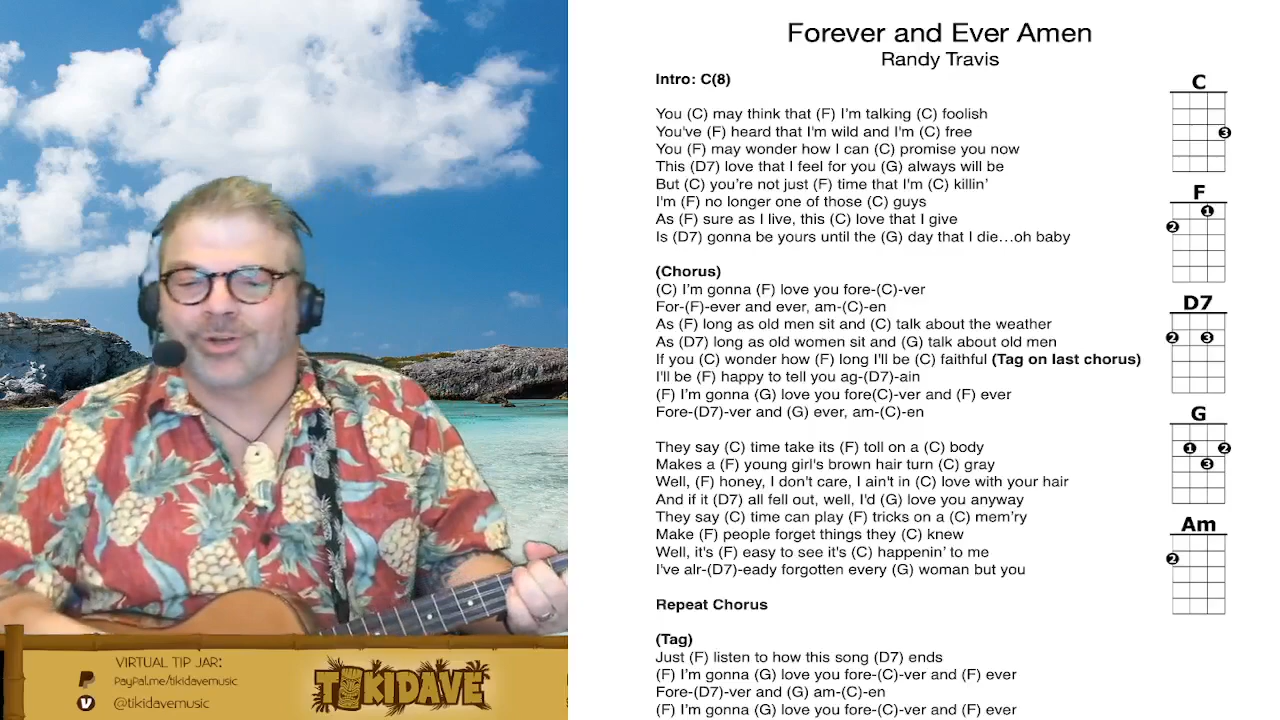 Forever and Ever Amen
Randy Travis
Intro: C(8)
You (C) may think that (F) I'm talking (C) foolish
You've (F) heard that I'm wild and I'm (C) free
You (F) may wonder how I can (C) promise you now
This (D7) love that I feel for you (G) always will be
But (C) you're not just (F) time that I'm (C) killin'
I'm (F) no longer one of those (C) guys
As (F) sure as I live, this (C) love that I give
Is (D7) gonna be yours until the (G) day that I die…oh baby
(Chorus)
(C) I'm gonna (F) love you fore-(C)-ver
For-(F)-ever and ever, am-(C)-en
As (F) long as old men sit and (C) talk about the weather
As (D7) long as old women sit and (G) talk about old men
If you (C) wonder how (F) long I'll be (C) faithful (Tag on last chorus)
I'll be (F) happy to tell you ag-(D7)-ain
(F) I'm gonna (G) love you fore(C)-ver and (F) ever
Fore-(D7)-ver and (G) ever, am-(C)-en
They say (C) time take its (F) toll on a (C) body
Makes a (F) young girl's brown hair turn (C) gray
Well, (F) honey, I don't care, I ain't in (C) love with your hair
And if it (D7) all fell out, well, I'd (G) love you anyway
They say (C) time can play (F) tricks on a (C) mem'ry
Make (F) people forget things they (C) knew
Well, it's (F) easy to see it's (C) happenin' to me
I've alr-(D7)-eady forgotten every (G) woman but you
Repeat Chorus
(Tag)
Just (F) listen to how this song (D7) ends
(F) I'm gonna (G) love you fore-(C)-ver and (F) ever
Fore-(D7)-ver and (G) am-(C)-en
(F) I'm gonna (G) love you fore-(C)-ver and (F) ever
C
3
F
1
2
D7
2 3
G
1 2
3
Am
2
VIRTUAL TIP JAR:
PayPal.me/tikidavemusic
@tikidavemusic
TIKIDAVE